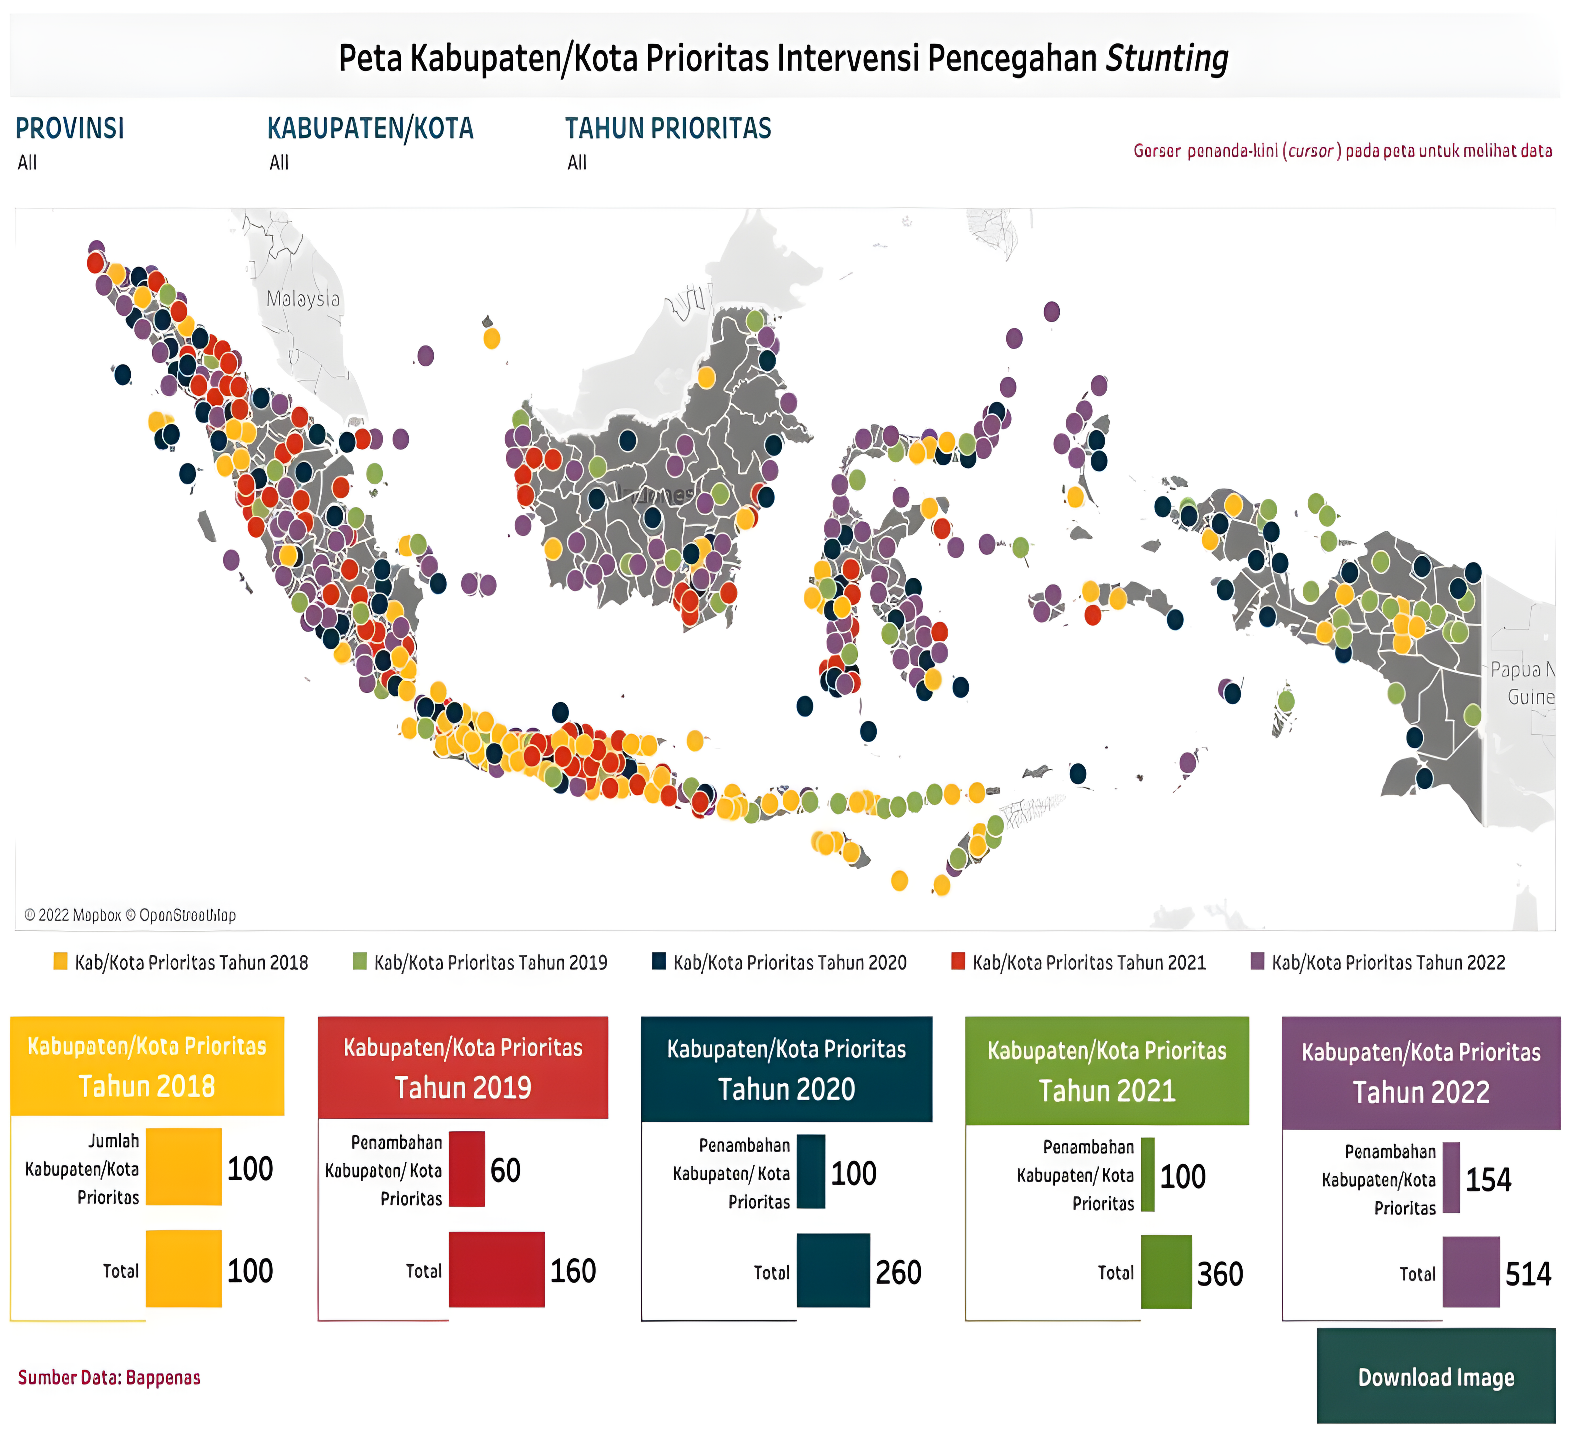 Peta Kabupaten/Kota Prioritas Intervensi Pencegahan Stunting
PROVINSI
All
KABUPATEN/KOTA
All
TAHUN PRIORITAS
All
Gerser penanda-kini (cursor) pada peta untuk melihat data
Malaysia
Indones
Papua N
Guine
© 2022 Mapbox © OpenStreetMap
Kab/Kota Prioritas Tahun 2018
Kab/Kota Prioritas Tahun 2019
Kab/Kota Prioritas Tahun 2020
Kab/Kota Prioritas Tahun 2021
Kab/Kota Prioritas Tahun 2022
Kabupaten/Kota Prioritas
Tahun 2018
Jumlah
Kabupaten/Kota
Prioritas
100
Total
100
Kabupaten/Kota Prioritas
Tahun 2019
Penambahan
Kabupaten/ Kota
Prioritas
60
Total
160
Kabupaten/Kota Prioritas
Tahun 2020
Penambahan
Kabupaten/ Kota
Prioritas
100
Total
260
Kabupaten/Kota Prioritas
Tahun 2021
Penambahan
Kabupaten/ Kota
Prioritas
100
Total
360
Kabupaten/Kota Prioritas
Tahun 2022
Penambahan
Kabupaten/Kota
Prioritas
154
Total
514
Sumber Data: Bappenas
Download Image